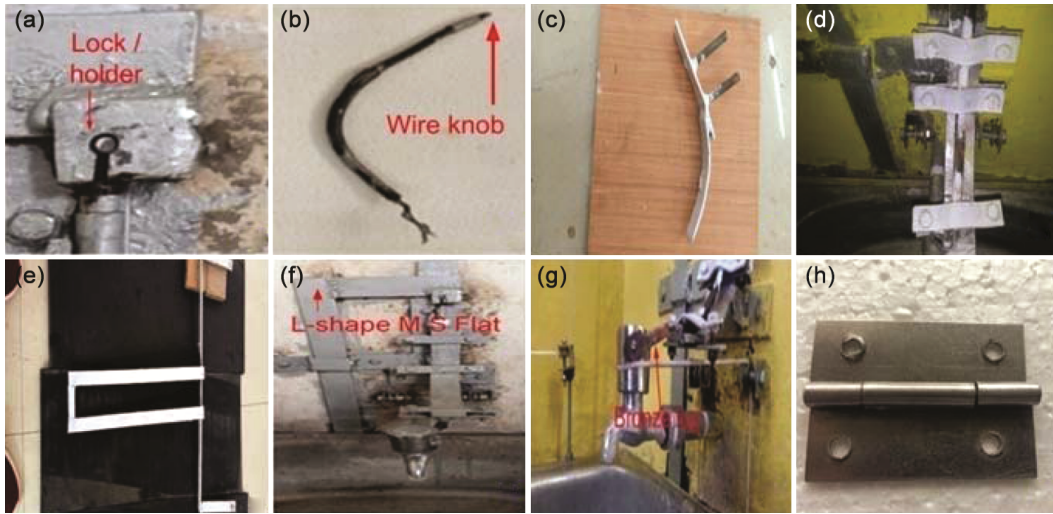 (a)
Lock /
holder
(b)
Wire knob
(c)
(d)
(e)
(f)
L-shape M S Flat
(g)
Bronze
(h)